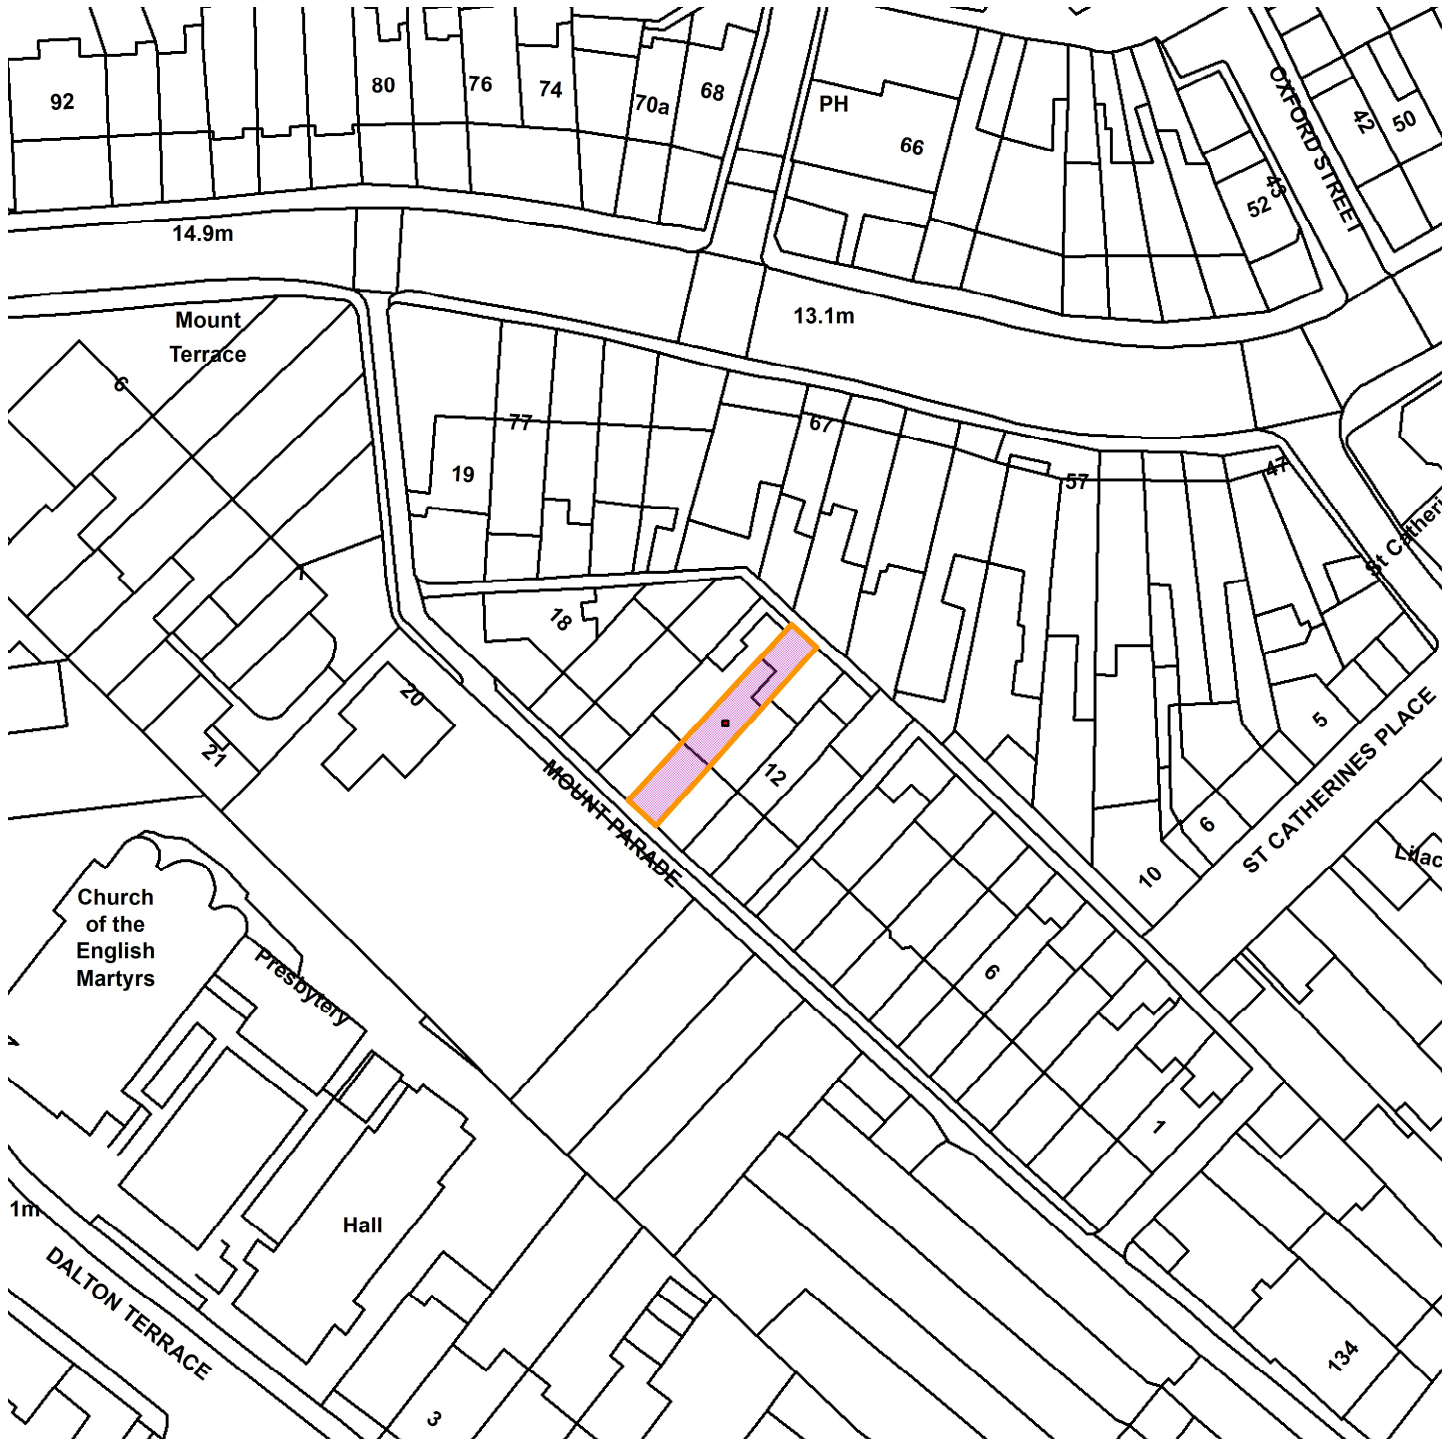 92
80
76
74
70a
68
PH
66
OXFORD STREET
42
50
43
52
14.9m
13.1m
Mount
Terrace
6
77
67
19
57
47
St Catheri
1
18
20
21
12
5
MOUNT PARADE
ST CATHERINES PLACE
6
10
Lilac
Church
of the
English
Martyrs
Presbytery
6
1
1m
Hall
DALTON TERRACE
134
3